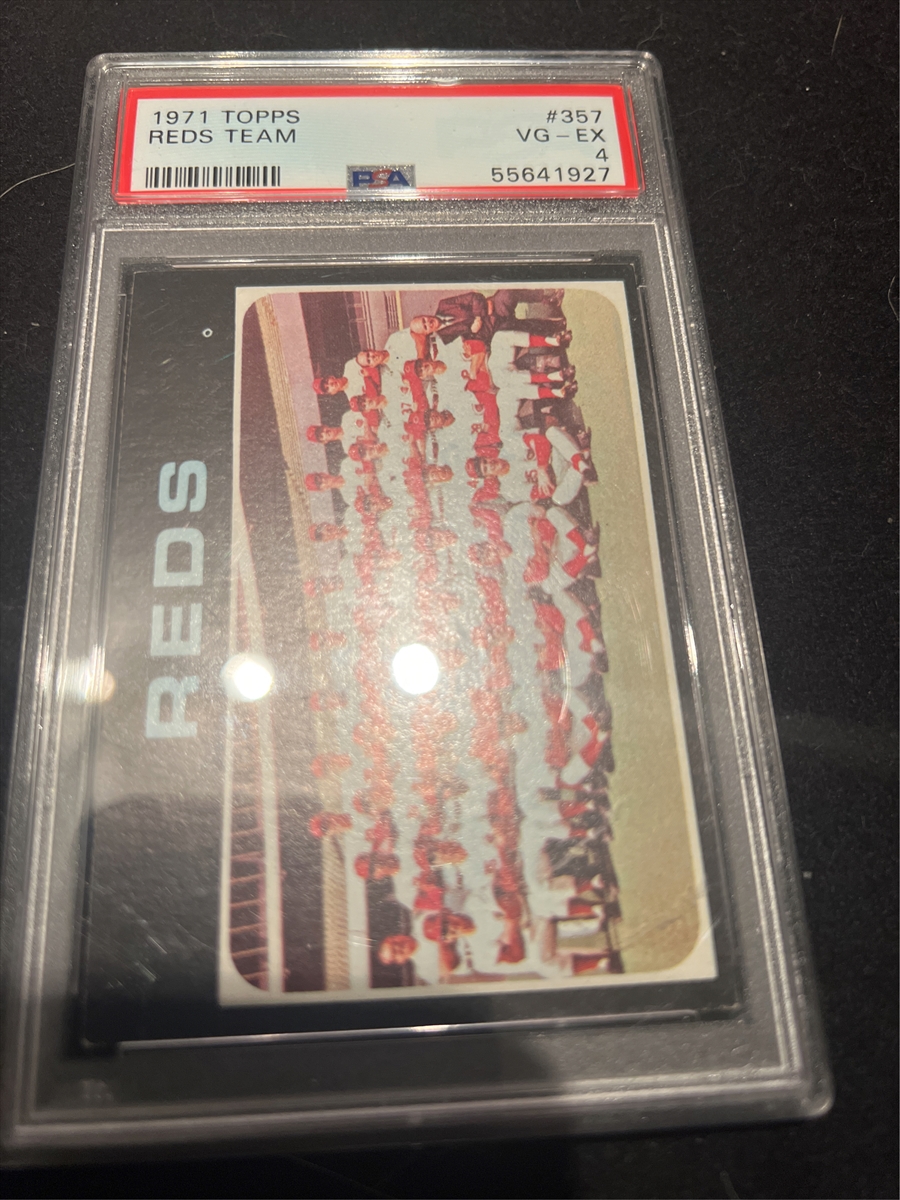 1971 TOPPS #357
REDS TEAM VG-EX
4
PSA 55641927
REDS